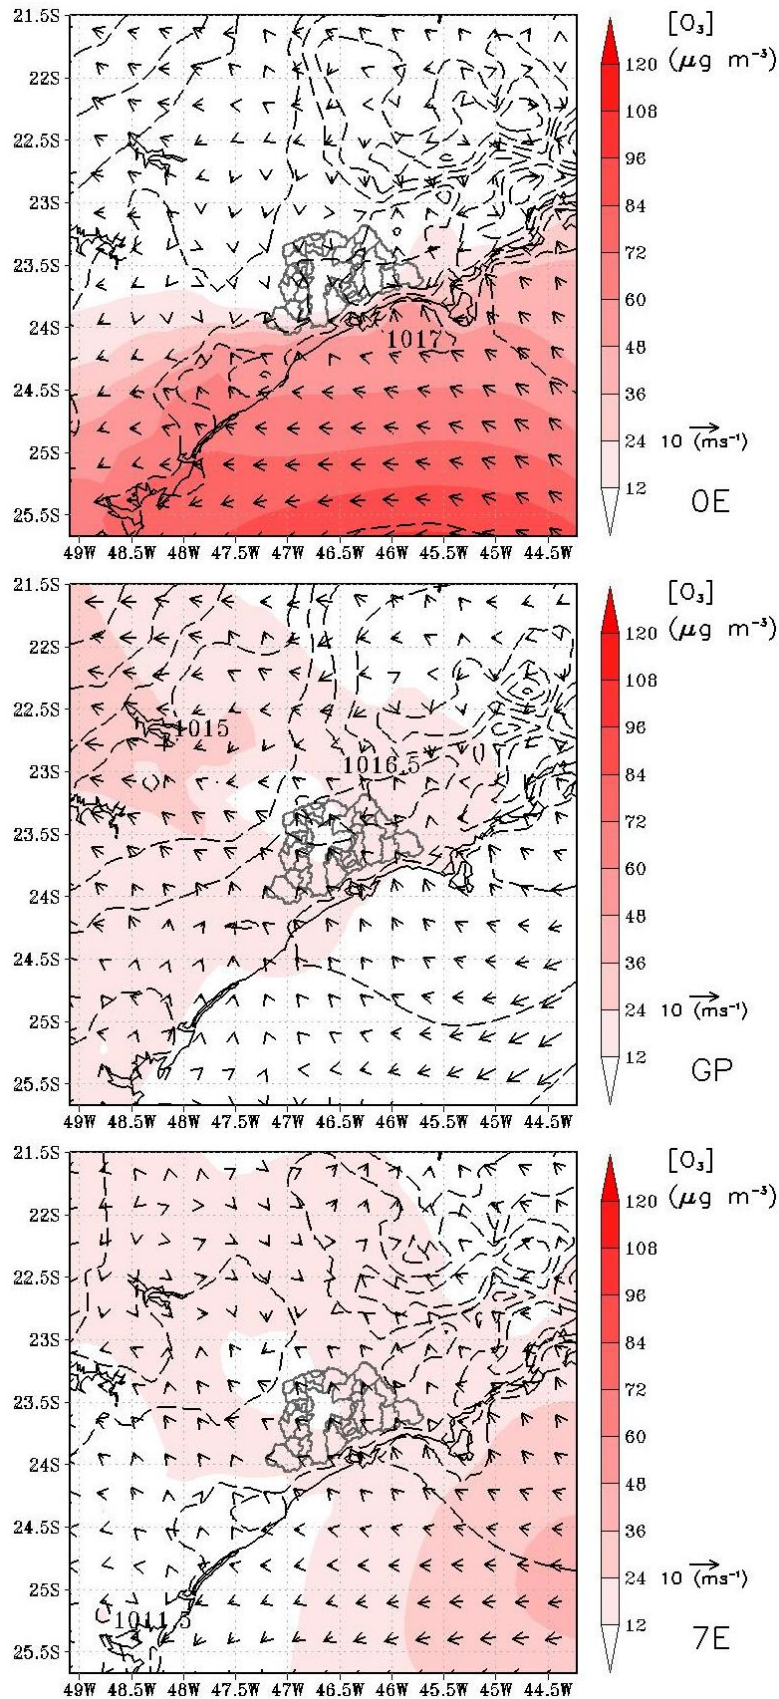 21.5S
22S
22.5S
23S
23.5S
24S
24.5S
25S
25.5S
49W 48.5W 48W 47.5W 47W 46.5W 46W 45.5W 45W 44.5W
1017
[O₃]
(μg m⁻³)
120
108
96
84
72
60
48
36
24
12
10 (ms⁻¹)
0E
21.5S
22S
22.5S
23S
23.5S
24S
24.5S
25S
25.5S
49W 48.5W 48W 47.5W 47W 46.5W 46W 45.5W 45W 44.5W
1015
1016.5
[O₃]
(μg m⁻³)
120
108
96
84
72
60
48
36
24
12
10 (ms⁻¹)
GP
21.5S
22S
22.5S
23S
23.5S
24S
24.5S
25S
25.5S
49W 48.5W 48W 47.5W 47W 46.5W 46W 45.5W 45W 44.5W
1011.5
[O₃]
(μg m⁻³)
120
108
96
84
72
60
48
36
24
12
10 (ms⁻¹)
7E